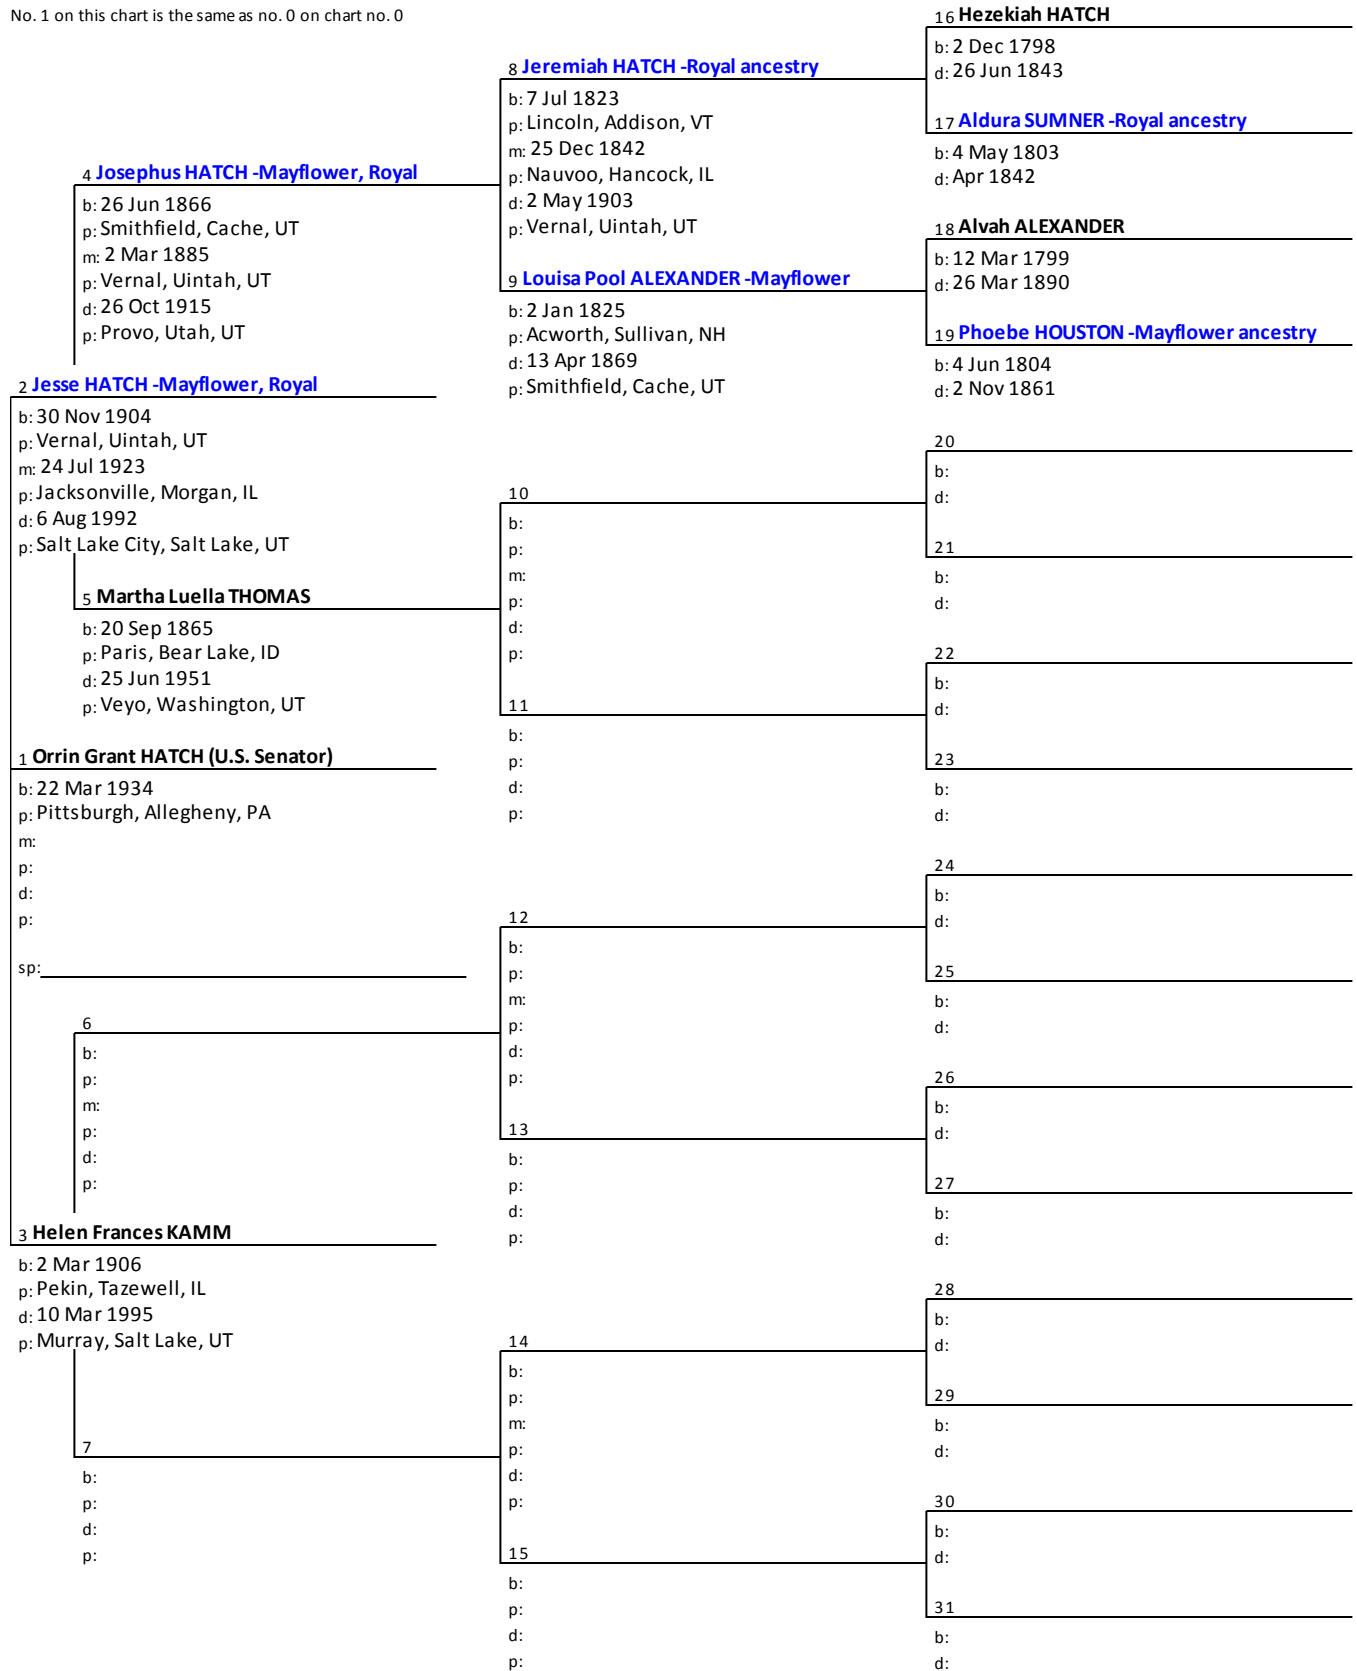 No. 1 on this chart is the same as no. 0 on chart no. 0
16 Hezekiah HATCH
b: 2 Dec 1798
d: 26 Jun 1843
8 Jeremiah HATCH -Royal ancestry
b: 7 Jul 1823
p: Lincoln, Addison, VT
m: 25 Dec 1842
p: Nauvoo, Hancock, IL
d: 2 May 1903
p: Vernal, Uintah, UT
17 Aldura SUMNER -Royal ancestry
b: 4 May 1803
d: Apr 1842
4 Josephus HATCH -Mayflower, Royal
b: 26 Jun 1866
p: Smithfield, Cache, UT
m: 2 Mar 1885
p: Vernal, Uintah, UT
d: 26 Oct 1915
p: Provo, Utah, UT
18 Alvah ALEXANDER
b: 12 Mar 1799
d: 26 Mar 1890
9 Louisa Pool ALEXANDER -Mayflower
b: 2 Jan 1825
p: Acworth, Sullivan, NH
d: 13 Apr 1869
p: Smithfield, Cache, UT
19 Phoebe HOUSTON -Mayflower ancestry
b: 4 Jun 1804
d: 2 Nov 1861
2 Jesse HATCH -Mayflower, Royal
b: 30 Nov 1904
p: Vernal, Uintah, UT
m: 24 Jul 1923
p: Jacksonville, Morgan, IL
d: 6 Aug 1992
p: Salt Lake City, Salt Lake, UT
20
b:
d:
10
b:
p:
m:
p:
d:
p:
21
b:
d:
5 Martha Luella THOMAS
b: 20 Sep 1865
p: Paris, Bear Lake, ID
d: 25 Jun 1951
p: Veyo, Washington, UT
22
b:
d:
11
b:
p:
d:
p:
23
b:
d:
1 Orrin Grant HATCH (U.S. Senator)
b: 22 Mar 1934
p: Pittsburgh, Allegheny, PA
m:
p:
d:
p:
sp:
24
b:
d:
12
b:
p:
m:
p:
d:
p:
25
b:
d:
6
b:
p:
m:
p:
d:
p:
26
b:
d:
13
b:
p:
d:
p:
27
b:
d:
3 Helen Frances KAMM
b: 2 Mar 1906
p: Pekin, Tazewell, IL
d: 10 Mar 1995
p: Murray, Salt Lake, UT
28
b:
d:
14
b:
p:
m:
p:
d:
p:
29
b:
d:
7
b:
p:
d:
p:
30
b:
d:
15
b:
p:
d:
p:
31
b:
d: